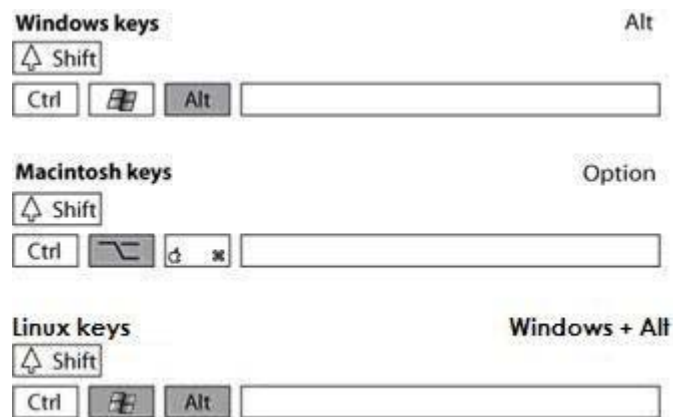 Windows keys Alt
Shift
Ctrl Alt
Macintosh keys Option
Shift
Ctrl ⌥ ⌘
Linux keys Windows + Alt
Shift
Ctrl Alt